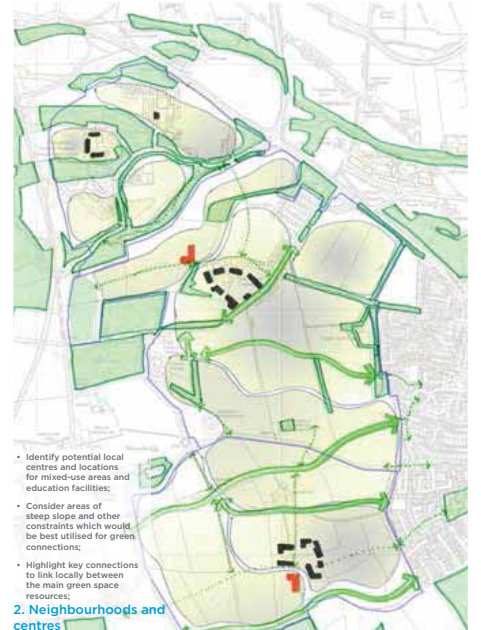 • Identify potential local
centres and locations
for mixed-use areas and
education facilities;
• Consider areas of
steep slope and other
constraints which would
be best utilised for green
connections;
• Highlight key connections
to link locally between
the main green space
resources;
2. Neighbourhoods and
centres